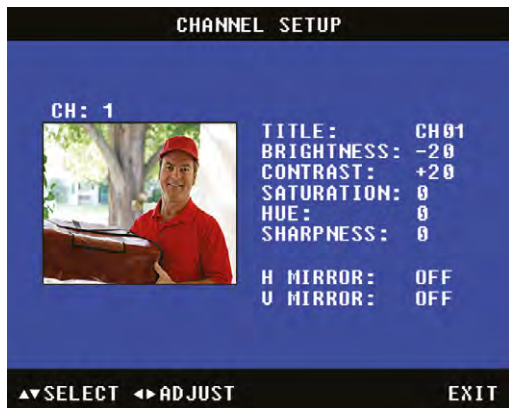 CHANNEL SETUP
CH: 1
TITLE: CH01
BRIGHTNESS: -20
CONTRAST: +20
SATURATION: 0
HUE: 0
SHARPNESS: 0
H MIRROR: OFF
V MIRROR: OFF
▲▼SELECT ◄►ADJUST EXIT